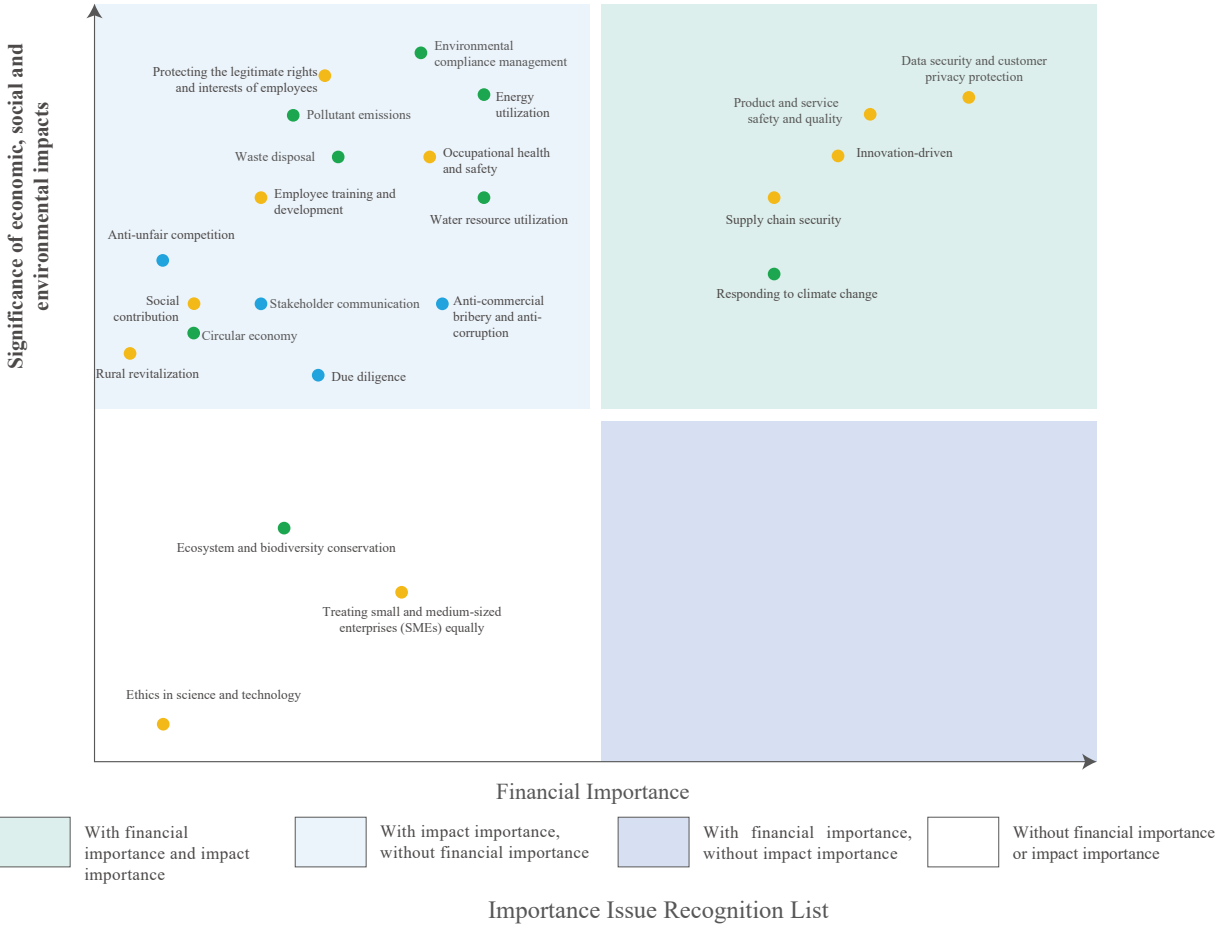 Significance of economic, social and
environmental impacts
Environmental
compliance management
Protecting the legitimate rights
and interests of employees
Energy
utilization
Pollutant emissions
Waste disposal
Occupational health
and safety
Employee training and
development
Water resource utilization
Anti-unfair competition
Social
contribution
Stakeholder communication
Anti-commercial
bribery and anti-
corruption
Circular economy
Rural revitalization
Due diligence
Data security and customer
privacy protection
Product and service
safety and quality
Innovation-driven
Supply chain security
Responding to climate change
Ecosystem and biodiversity conservation
Treating small and medium-sized
enterprises (SMEs) equally
Ethics in science and technology
Financial Importance
With financial
importance and impact
importance
With impact importance,
without financial importance
With financial importance,
without impact importance
Without financial importance
or impact importance
Importance Issue Recognition List